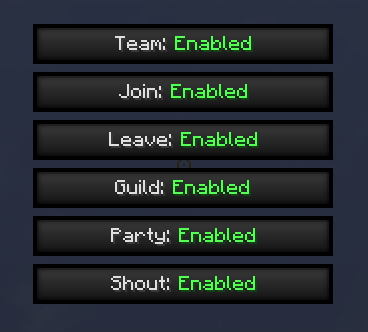 Team: Enabled
Join: Enabled
Leave: Enabled
Guild: Enabled
Party: Enabled
Shout: Enabled